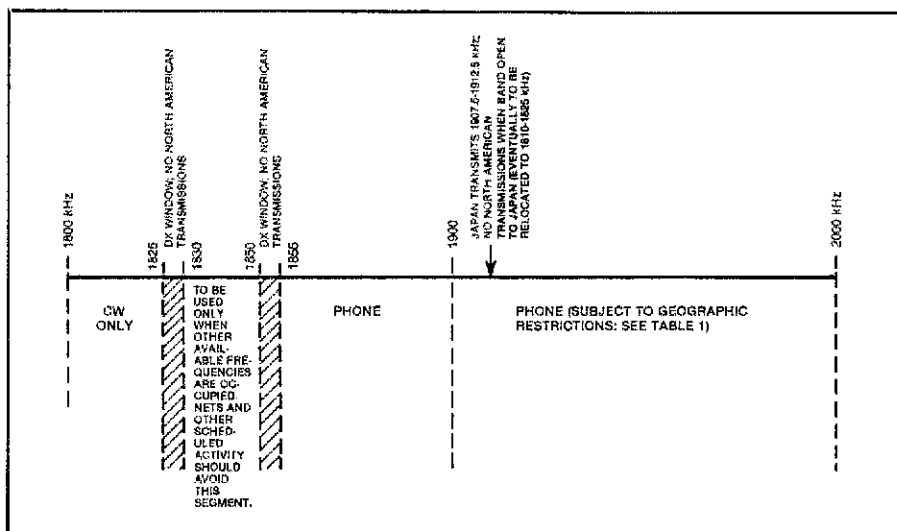 1800 kHz
1825
DX WINDOW; NO NORTH AMERICAN
TRANSMISSIONS
1830
1850
DX WINDOW; NO NORTH AMERICAN
TRANSMISSIONS
1855
1900
JAPAN TRANSMITS 1907.5-1912.5 kHz;
NO NORTH AMERICAN
TRANSMISSIONS WHEN BAND OPEN
TO JAPAN (EVENTUALLY TO BE
RELOCATED TO 1810-1825 kHz)
2000 kHz
CW
ONLY
TO BE
USED
ONLY
WHEN
OTHER
AVAIL-
ABLE FRE-
QUENCIES
ARE OC-
CUPIED.
NETS AND
OTHER
SCHED-
ULED
ACTIVITY
SHOULD
AVOID
THIS
SEGMENT.
PHONE
PHONE (SUBJECT TO GEOGRAPHIC
RESTRICTIONS: SEE TABLE 1)